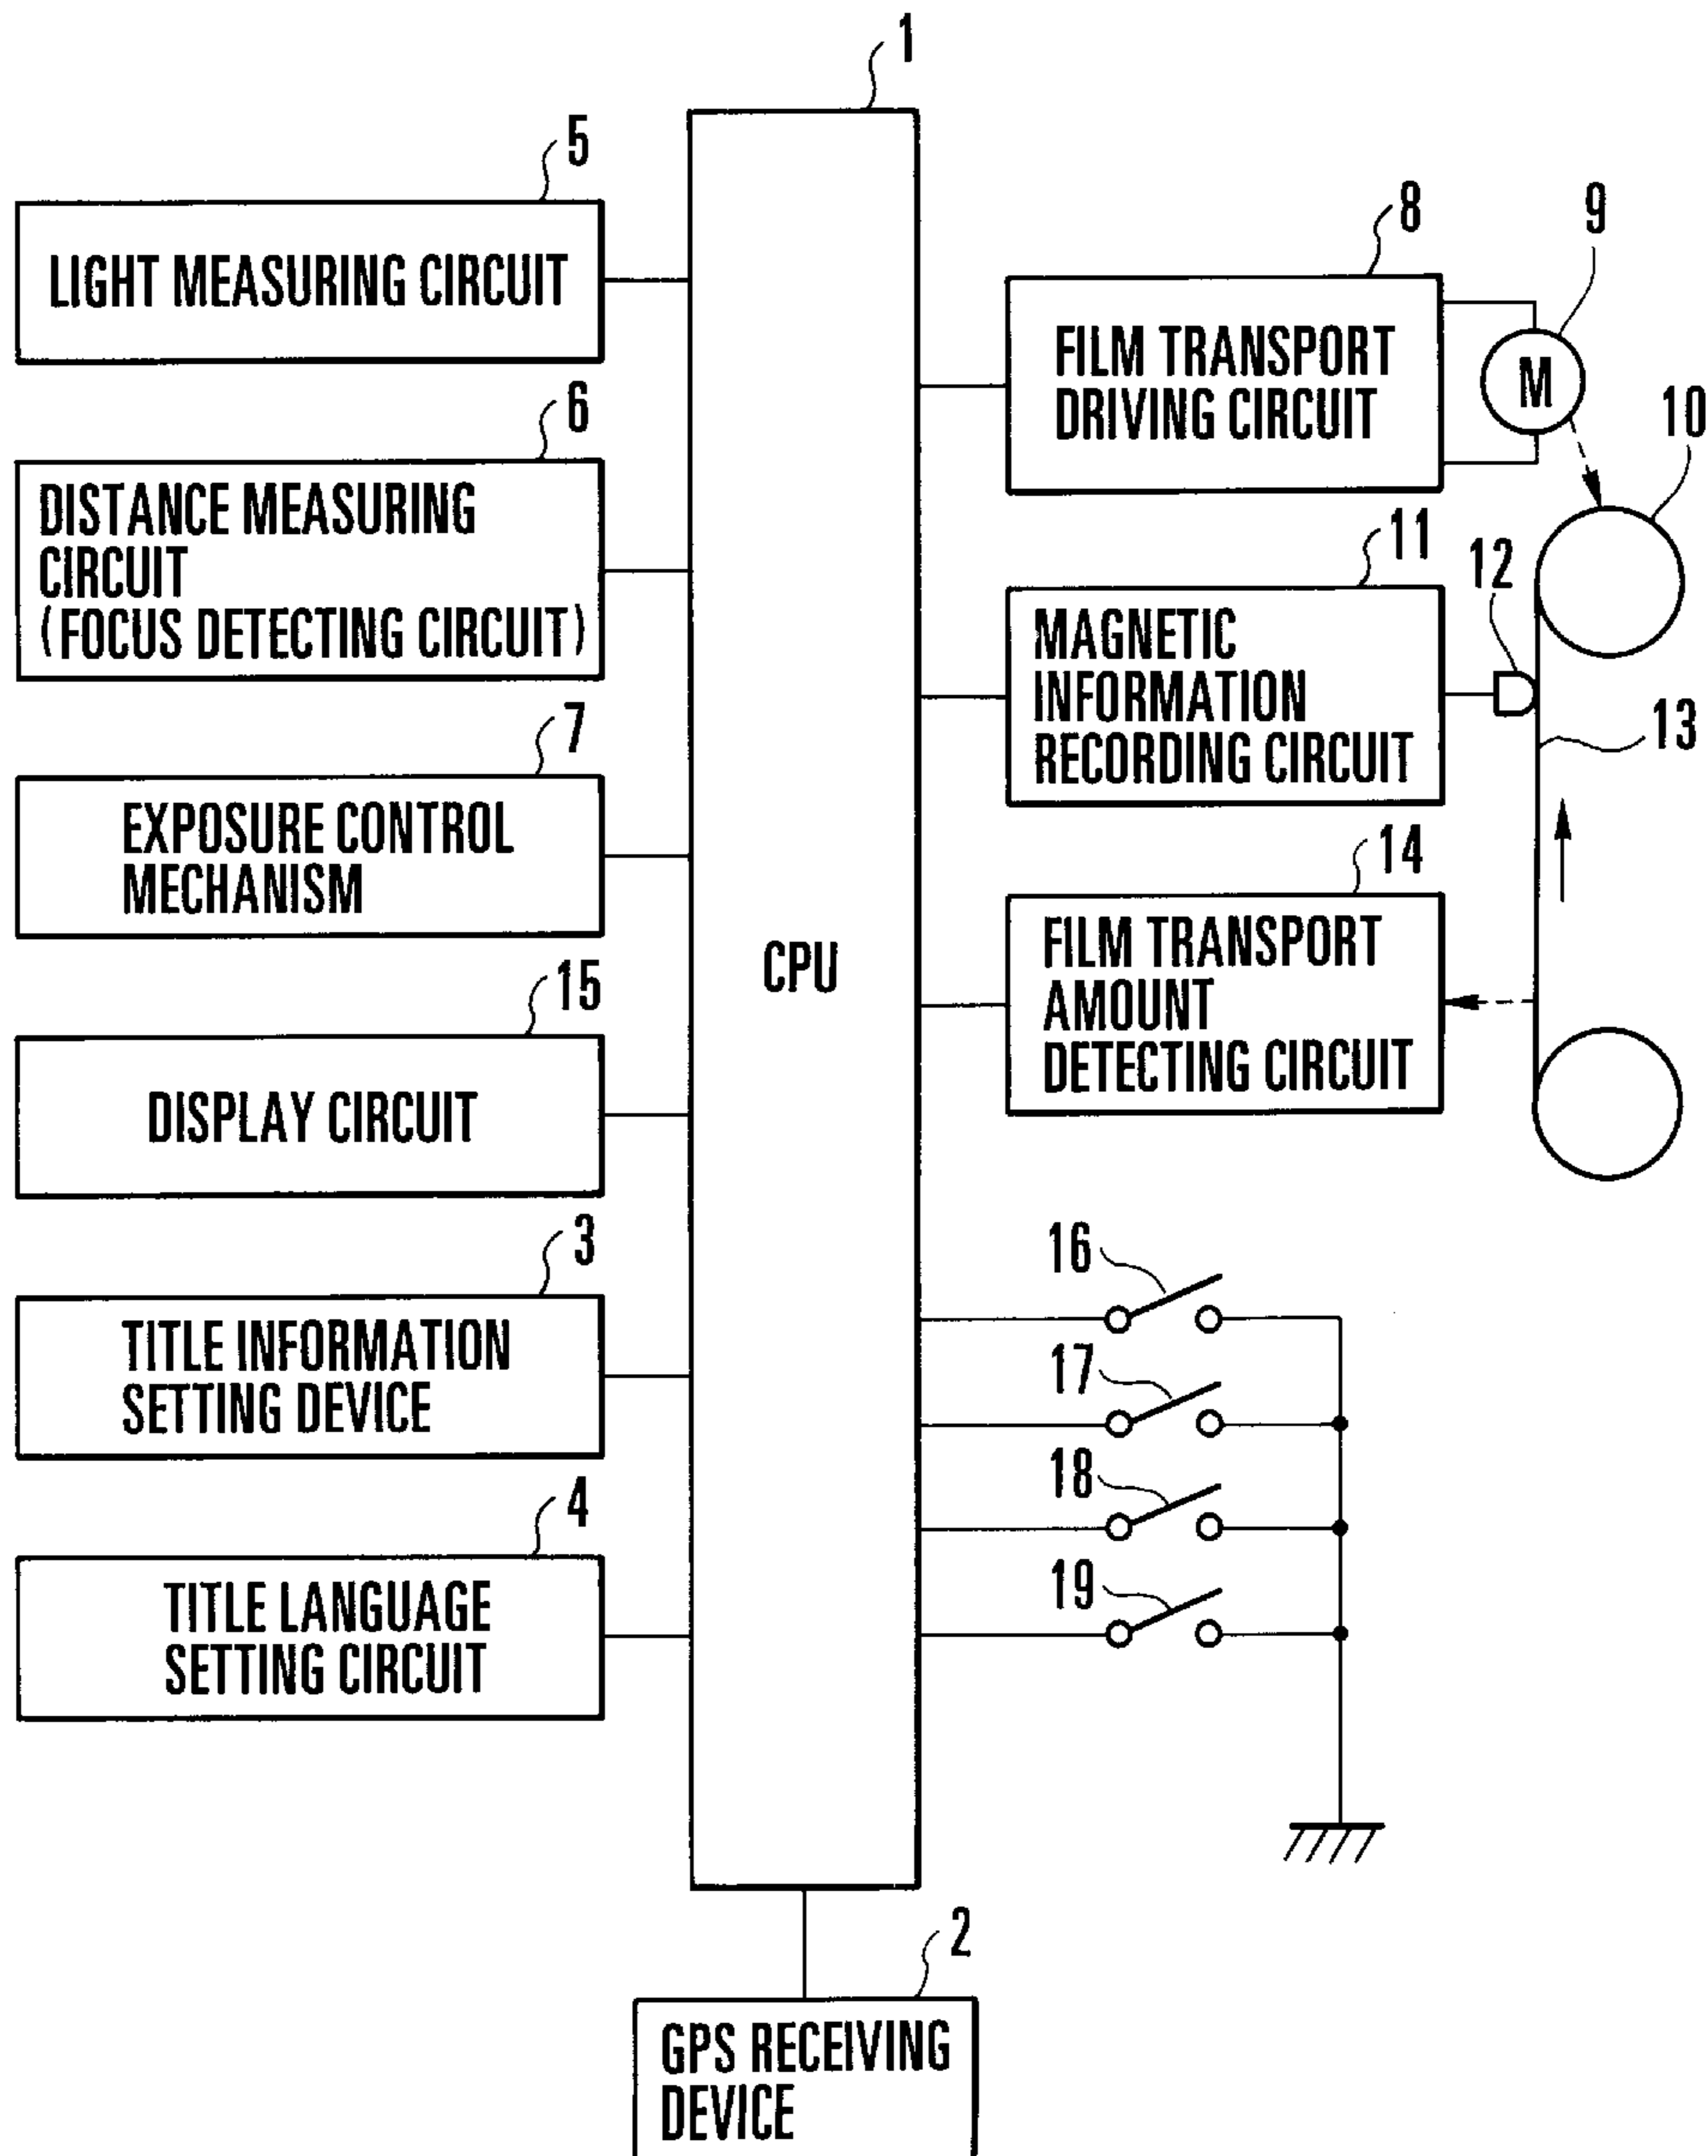 1
5
LIGHT MEASURING CIRCUIT
6
DISTANCE MEASURING
CIRCUIT
(FOCUS DETECTING CIRCUIT)
7
EXPOSURE CONTROL
MECHANISM
15
DISPLAY CIRCUIT
3
TITLE INFORMATION
SETTING DEVICE
4
TITLE LANGUAGE
SETTING CIRCUIT
CPU
8
FILM TRANSPORT
DRIVING CIRCUIT
9
M
10
11
MAGNETIC
INFORMATION
RECORDING CIRCUIT
12
13
14
FILM TRANSPORT
AMOUNT
DETECTING CIRCUIT
16
17
18
19
2
GPS RECEIVING
DEVICE